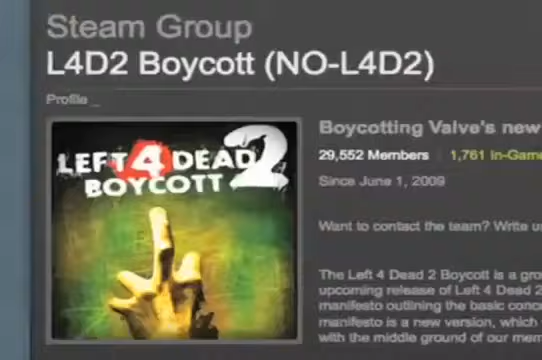 Steam Group
L4D2 Boycott (NO-L4D2)
Profile
LEFT 4 DEAD 2
BOYCOTT
Boycotting Valve's new
29,552 Members 1,761 In-Game
Since June 1, 2009
Want to contact the team? Write us
The Left 4 Dead 2 Boycott is a gro
upcoming release of Left 4 Dead 2
manifesto outlining the basic conc
manifesto is a new version, which
with the middle ground of our mem